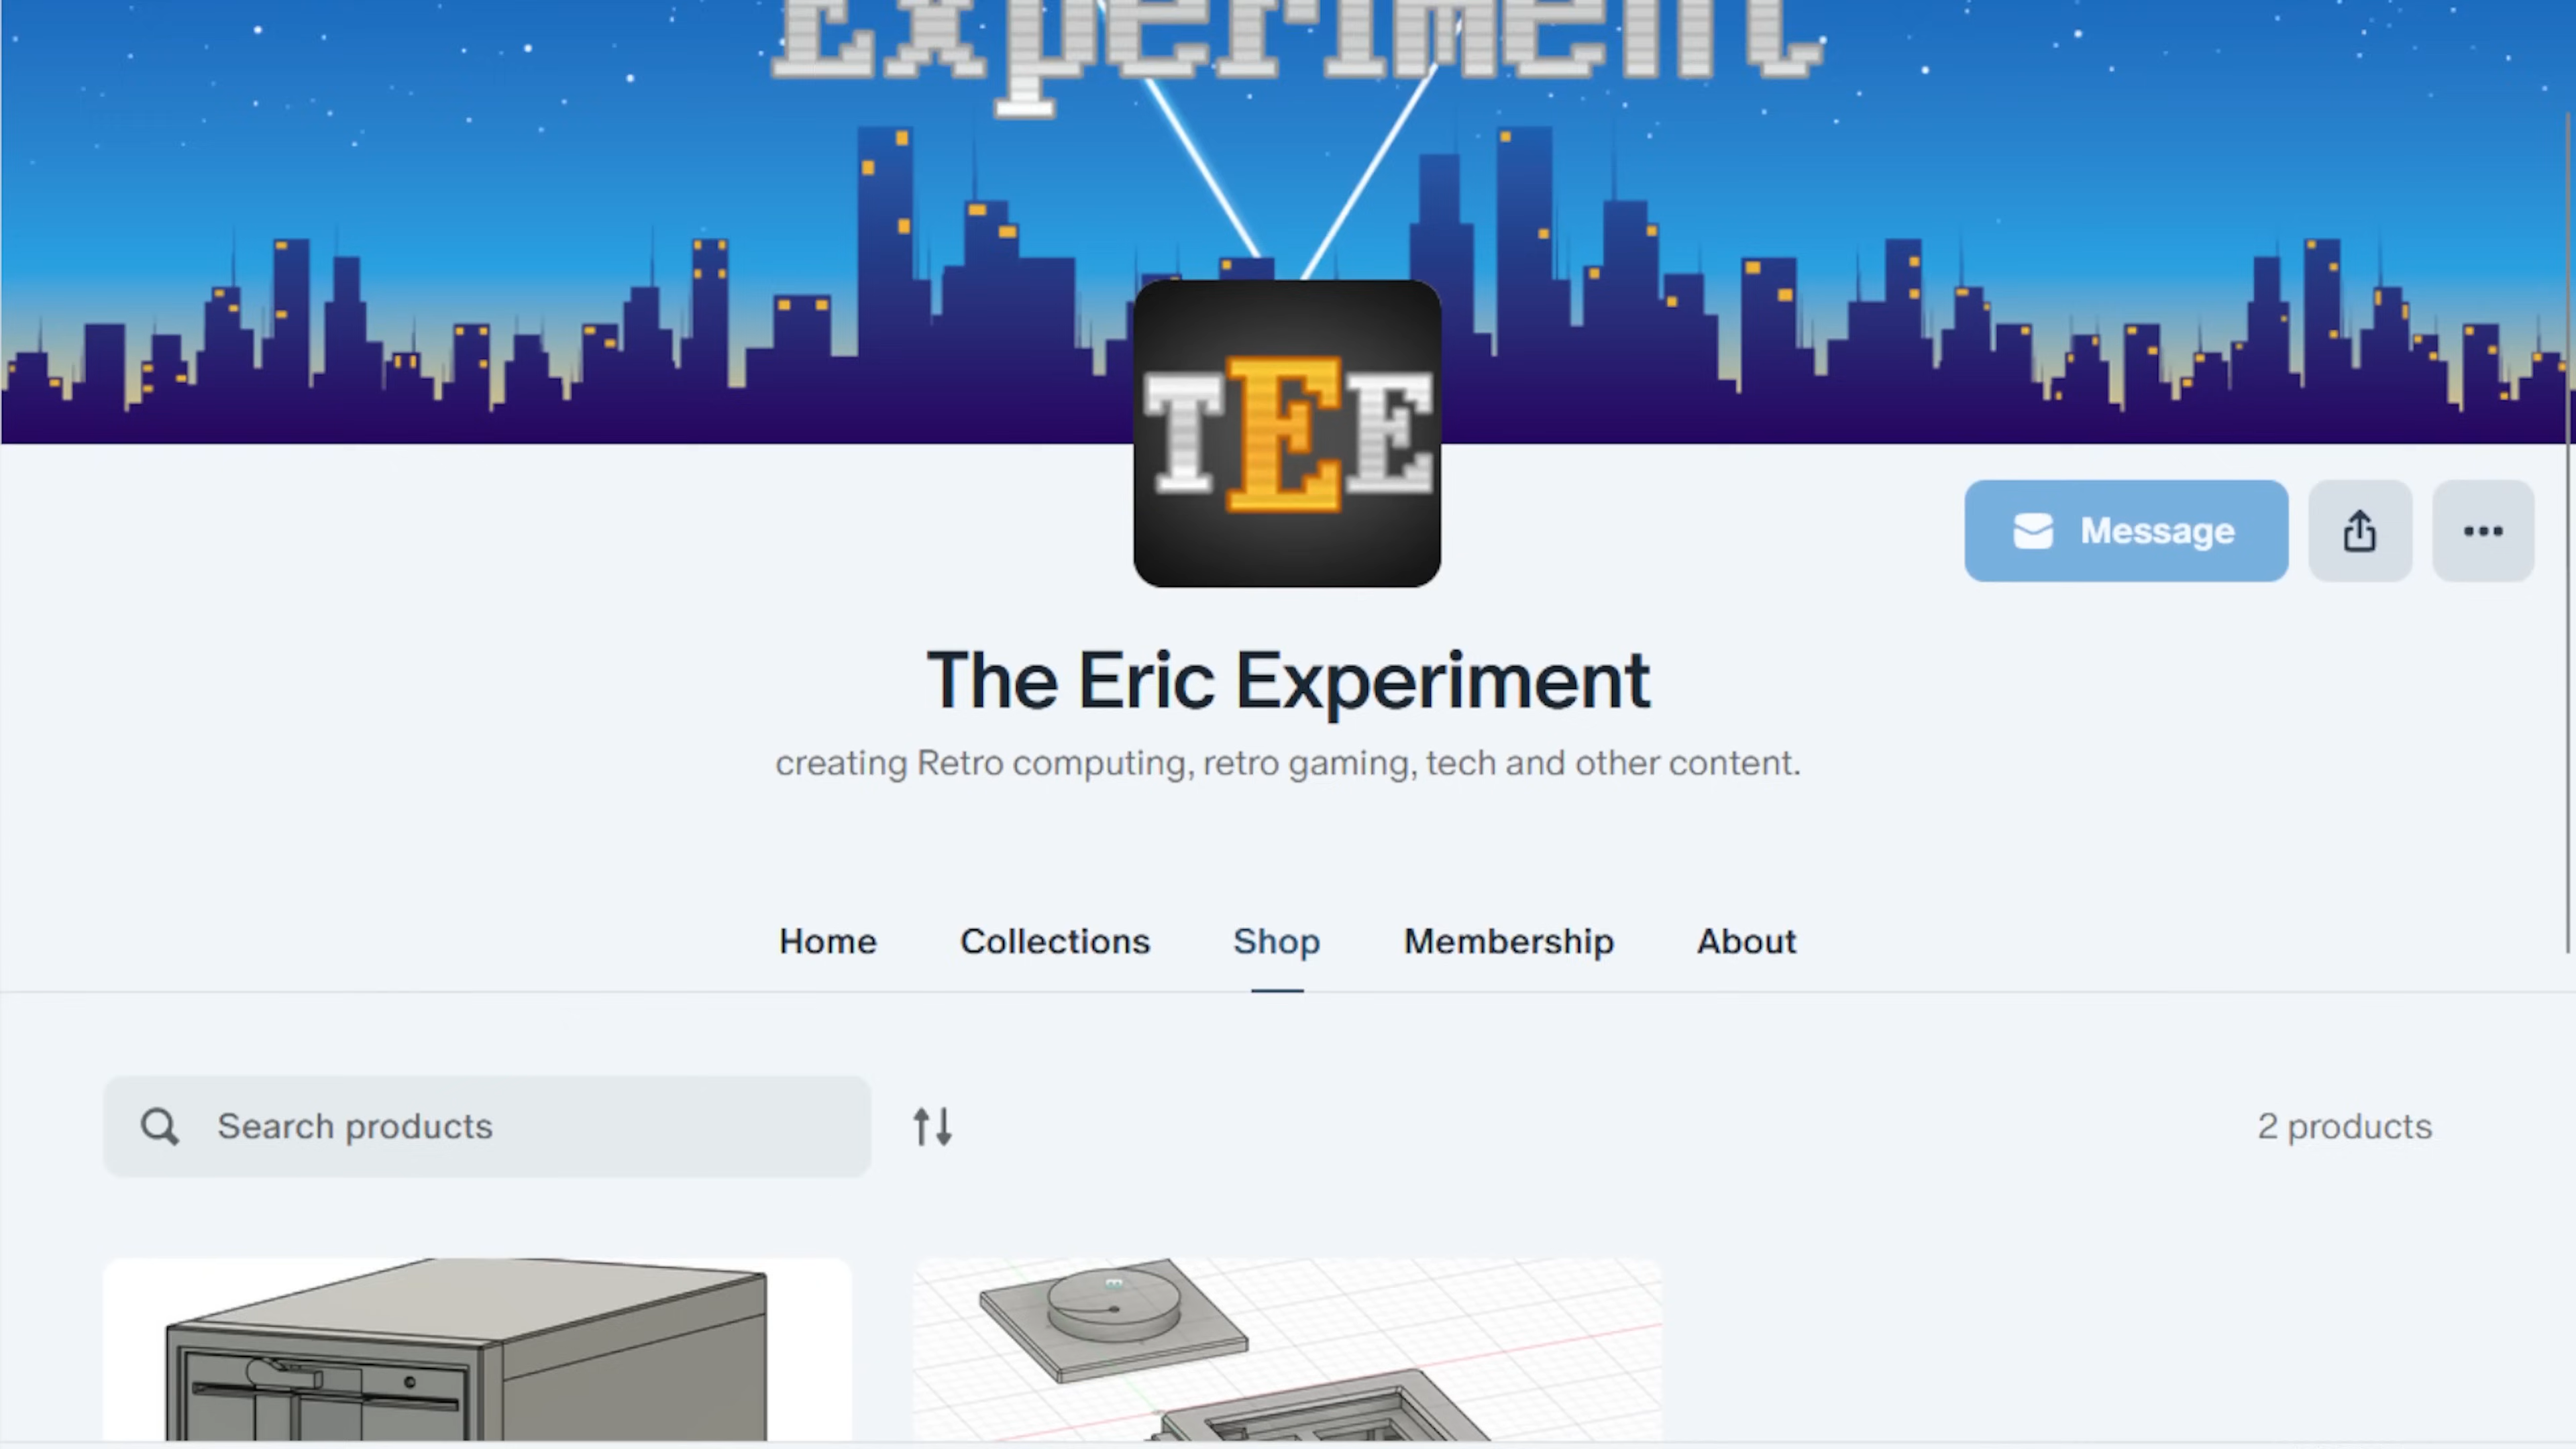 Experiment
TEE
Message
The Eric Experiment
creating Retro computing, retro gaming, tech and other content.
Home Collections Shop Membership About
Search products
2 products